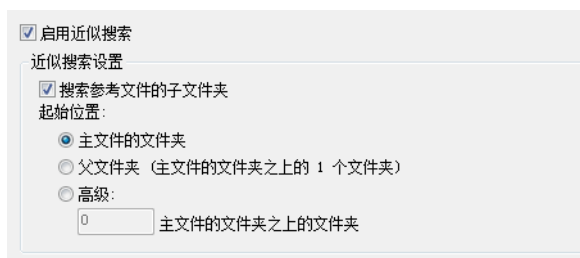 启用近似搜索
近似搜索设置
搜索参考文件的子文件夹
起始位置:
主文件的文件夹
父文件夹 (主文件的文件夹之上的 1 个文件夹)
高级:
0 主文件的文件夹之上的文件夹